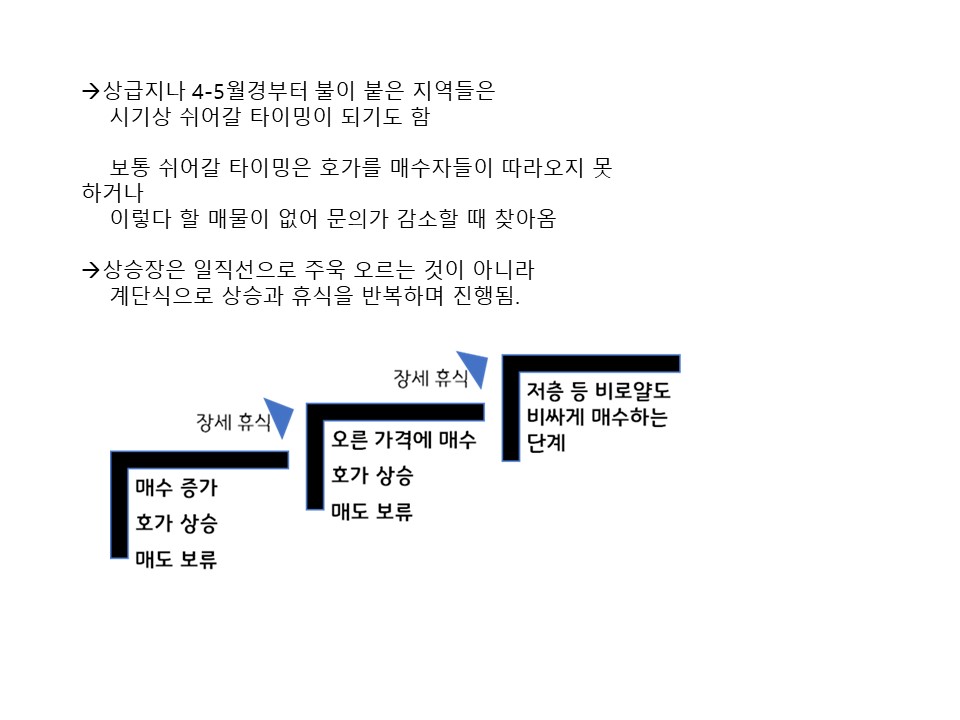 →상급지나 4-5월경부터 불이 붙은 지역들은
시기상 쉬어갈 타이밍이 되기도 함
보통 쉬어갈 타이밍은 호가를 매수자들이 따라오지 못
하거나
이렇다 할 매물이 없어 문의가 감소할 때 찾아옴
→상승장은 일직선으로 주욱 오르는 것이 아니라
계단식으로 상승과 휴식을 반복하며 진행됨.
장세 휴식
저층 등 비로얄도
비싸게 매수하는
단계
장세 휴식
오른 가격에 매수
호가 상승
매도 보류
매수 증가
호가 상승
매도 보류